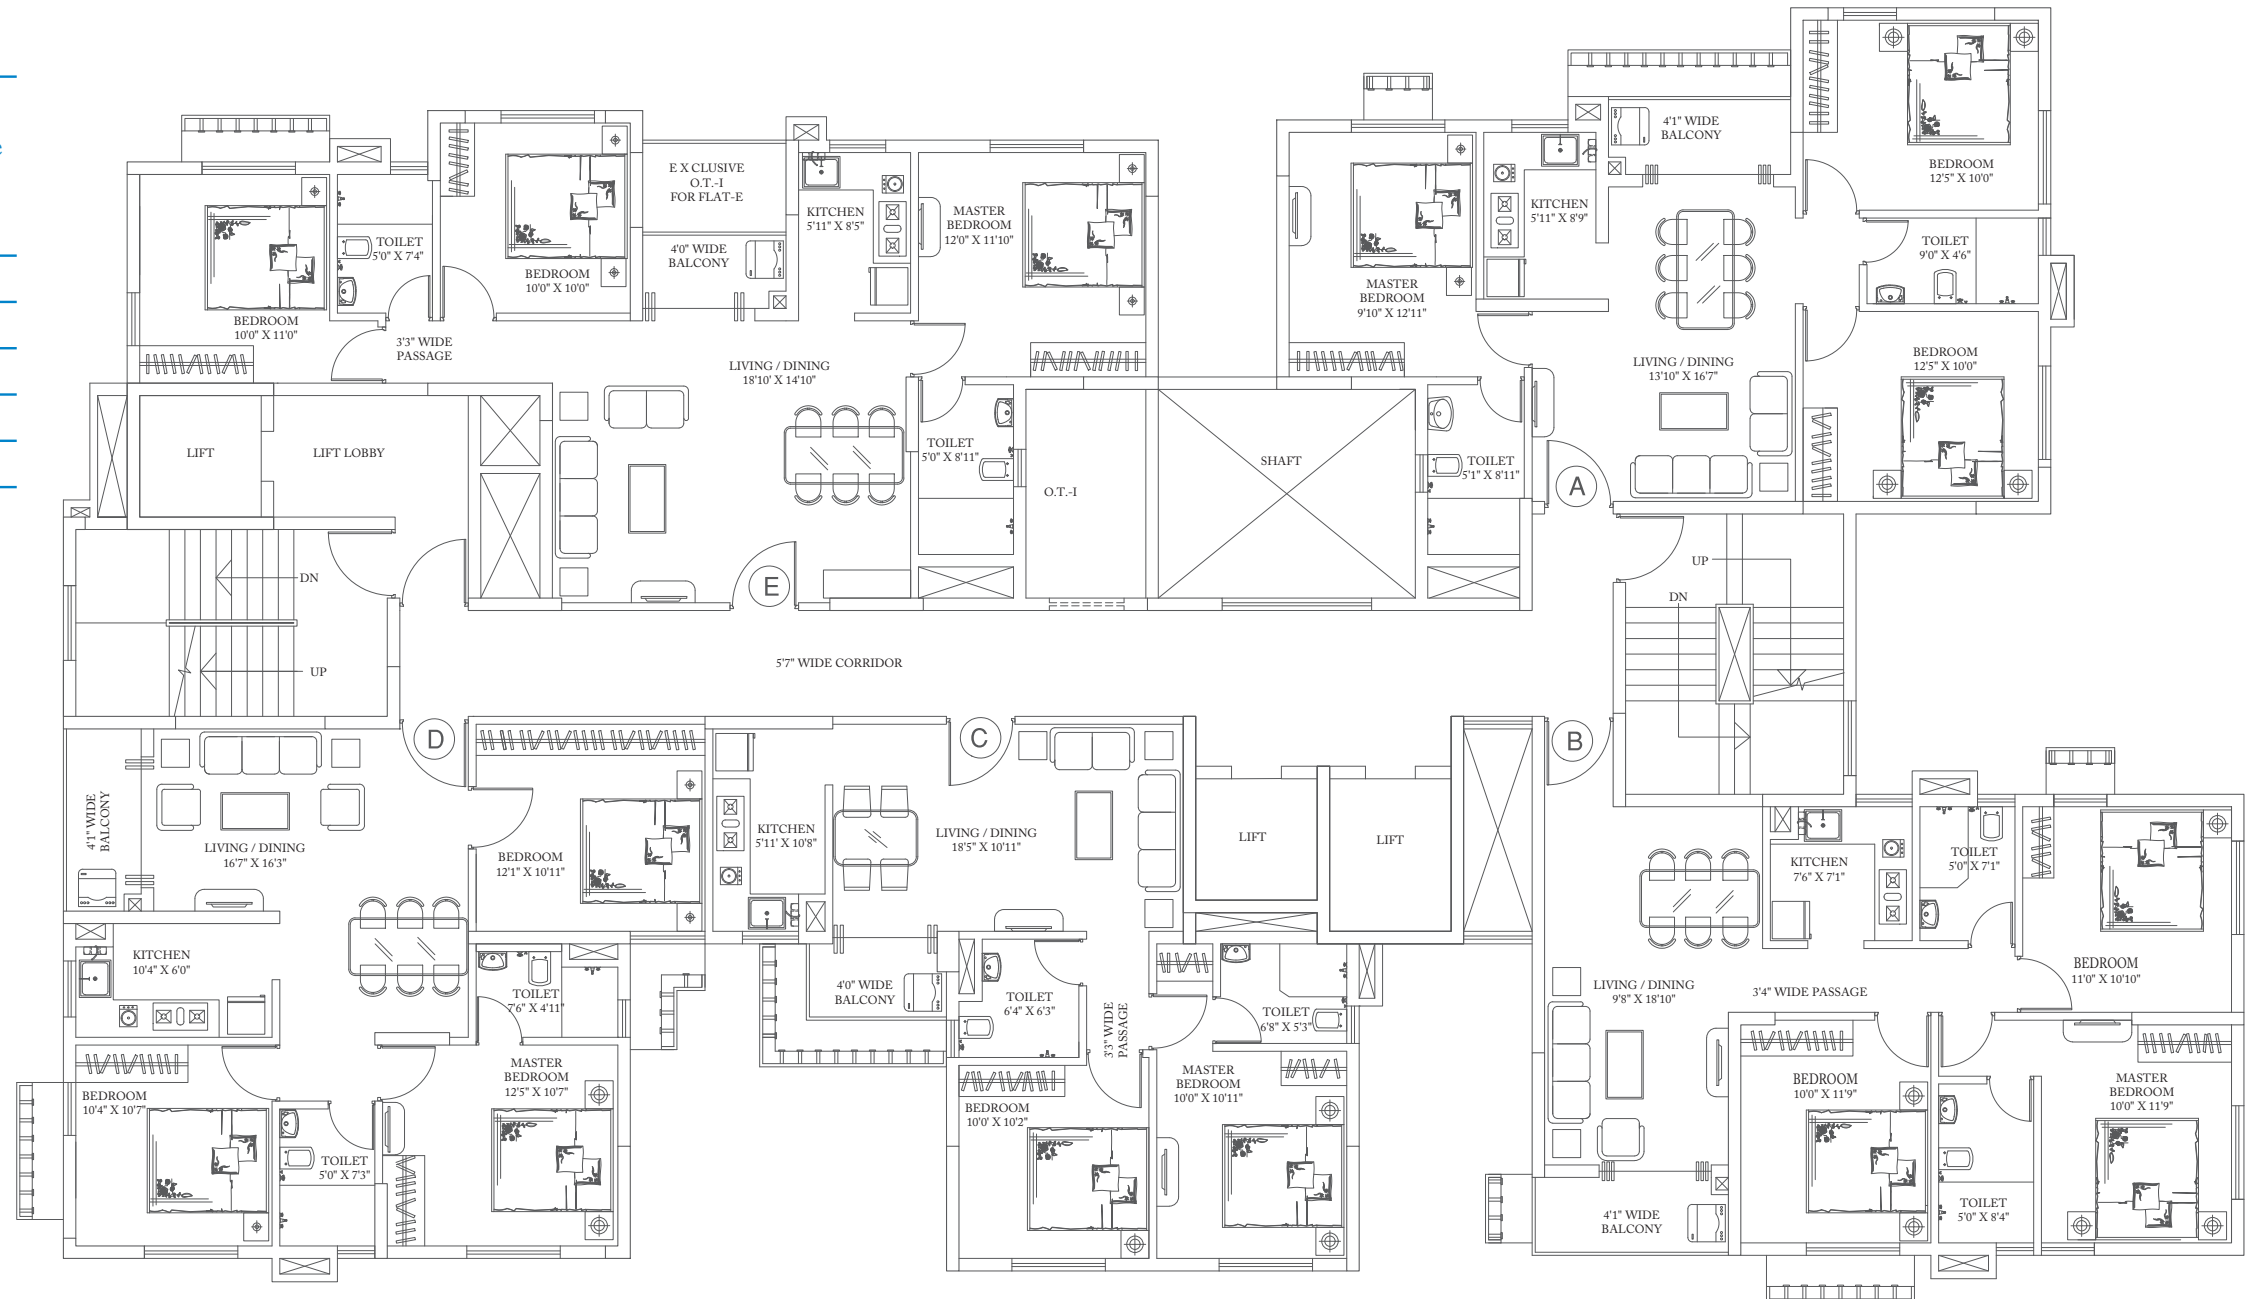 e
E X CLUSIVE
O.T.-I
FOR FLAT-E
KITCHEN
5'11" X 8'5"
MASTER
BEDROOM
12'0" X 11'10"
TOILET
5'0" X 7'4"
4'0" WIDE
BALCONY
BEDROOM
10'0" X 10'0"
BEDROOM
10'0" X 11'0"
3'3" WIDE
PASSAGE
LIVING / DINING
18'10' X 14'10"
LIFT
LIFT LOBBY
TOILET
5'0" X 8'11"
O.T.-I
SHAFT
E
DN
UP
4'1" WIDE
BALCONY
BEDROOM
12'5" X 10'0"
KITCHEN
5'11" X 8'9"
MASTER
BEDROOM
9'10" X 12'11"
TOILET
9'0" X 4'6"
LIVING / DINING
13'10" X 16'7"
BEDROOM
12'5" X 10'0"
TOILET
5'1" X 8'11"
A
UP
DN
5'7" WIDE CORRIDOR
D
C
B
4'1" WIDE
BALCONY
LIVING / DINING
16'7" X 16'3"
BEDROOM
12'1" X 10'11"
KITCHEN
10'4" X 6'0"
TOILET
7'6" X 4'11"
BEDROOM
10'4" X 10'7"
MASTER
BEDROOM
12'5" X 10'7"
TOILET
5'0" X 7'3"
KITCHEN
5'11' X 10'8"
LIVING / DINING
18'5" X 10'11"
LIFT
LIFT
4'0" WIDE
BALCONY
TOILET
6'4" X 6'3"
3'3' WIDE
PASSAGE
TOILET
6'8" X 5'3"
BEDROOM
10'0' X 10'2"
MASTER
BEDROOM
10'0" X 10'11"
KITCHEN
7'6" X 7'1"
TOILET
5'0" X 7'1"
BEDROOM
11'0" X 10'10"
LIVING / DINING
9'8" X 18'10"
3'4" WIDE PASSAGE
BEDROOM
10'0" X 11'9"
MASTER
BEDROOM
10'0" X 11'9"
TOILET
5'0" X 8'4"
4'1" WIDE
BALCONY